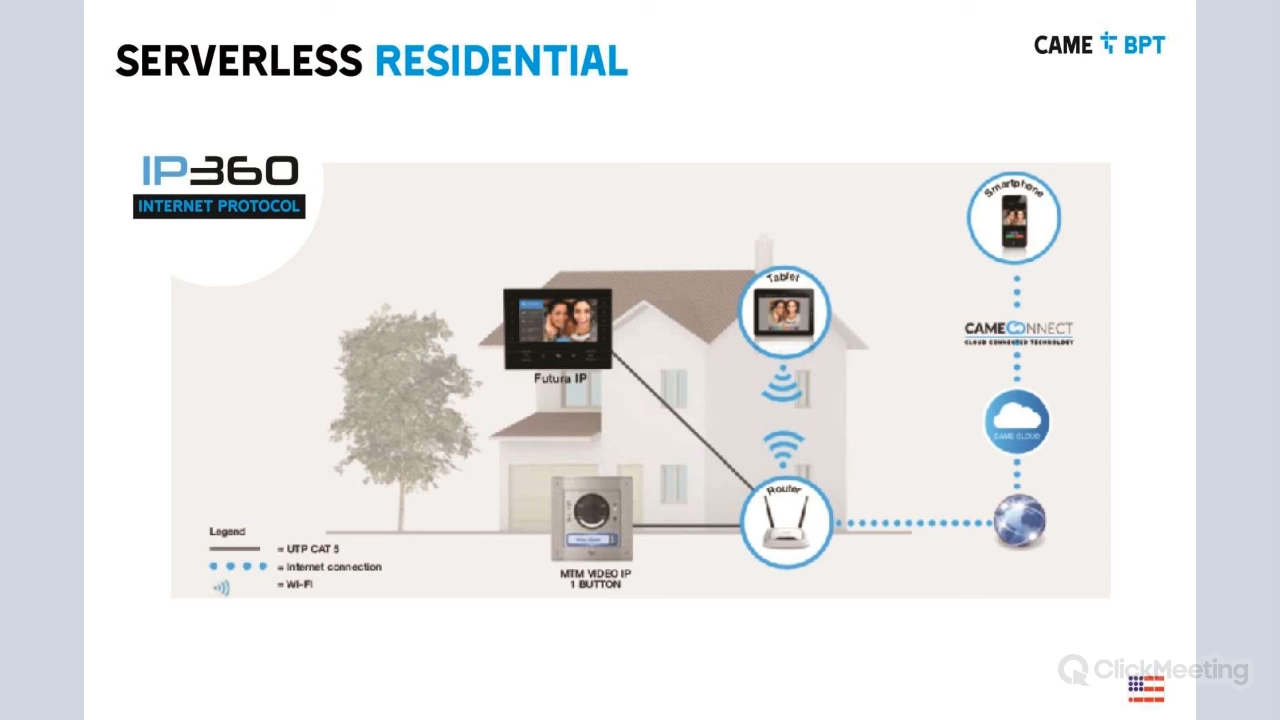 SERVERLESS RESIDENTIAL
CAME BPT
IP360
INTERNET PROTOCOL
Smartphone
Tablet
CAMECONNECT
CLOUD CONNECTED TECHNOLOGY
Futura IP
CAME CLOUD
Router
MTM VIDEO IP
1 BUTTON
Legend
= UTP CAT 5
= Internet connection
= WI-FI
ClickMeeting